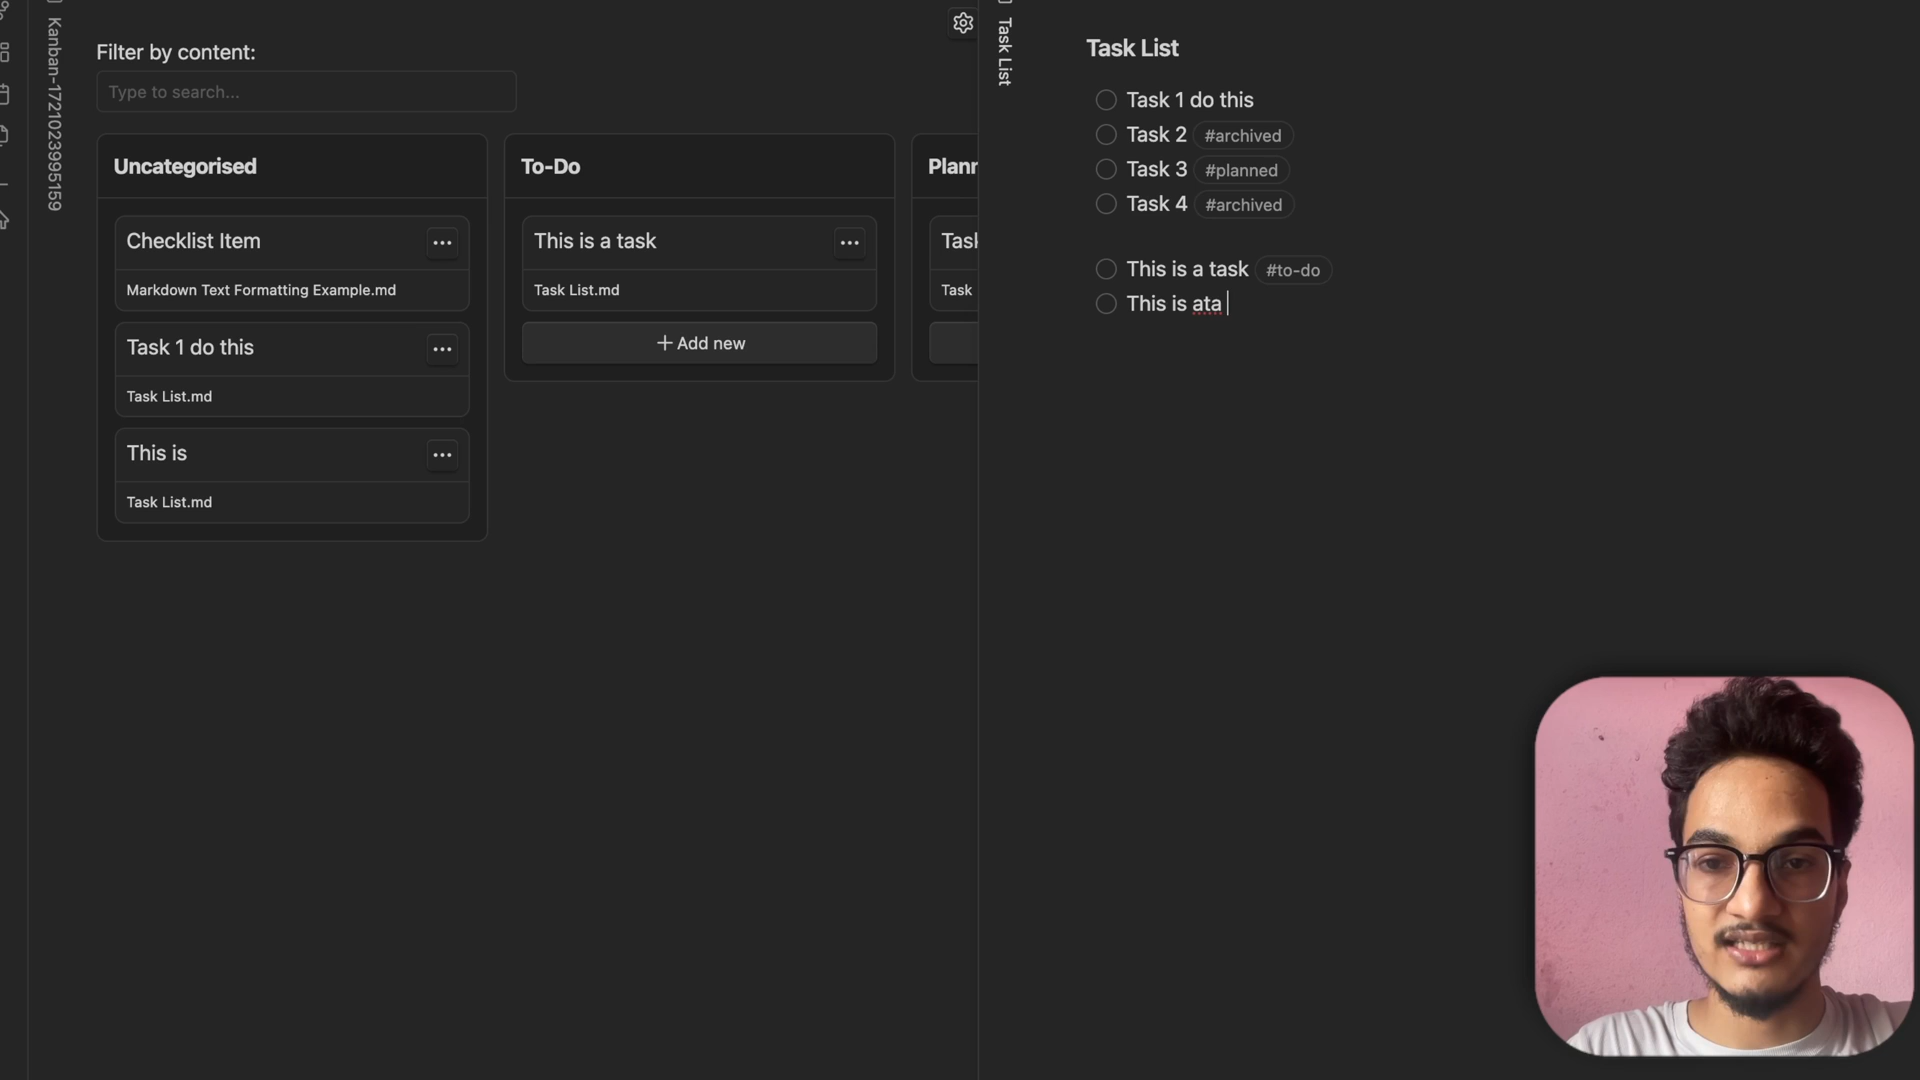 Kanban-1721023995159
Filter by content:
Type to search...
Uncategorised
Checklist Item
Markdown Text Formatting Example.md
Task 1 do this
Task List.md
This is
Task List.md
To-Do
This is a task
Task List.md
+ Add new
Plann
Task
Task
Task List
Task List
Task 1 do this
Task 2 #archived
Task 3 #planned
Task 4 #archived
This is a task #to-do
This is ata